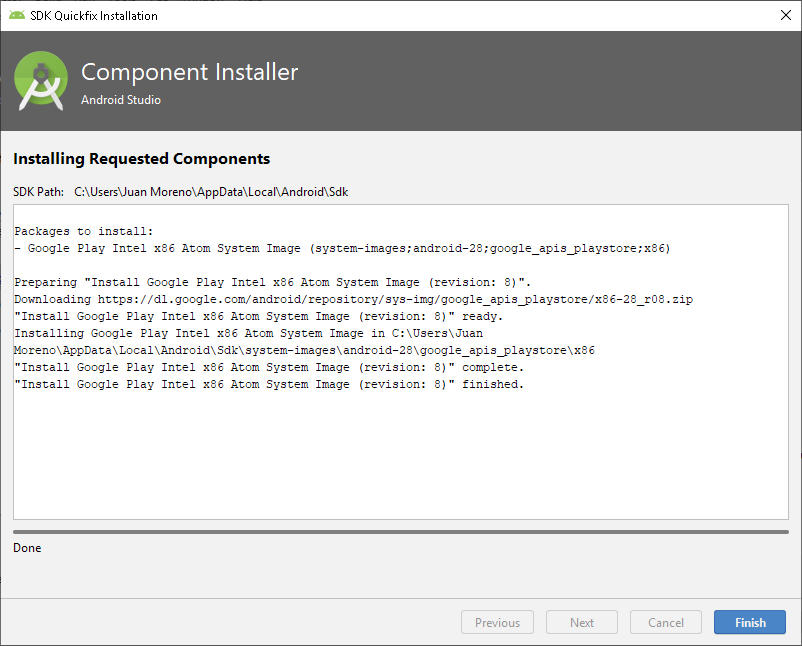 SDK Quickfix Installation
Component Installer
Android Studio
Installing Requested Components
SDK Path: C:\Users\Juan Moreno\AppData\Local\Android\Sdk
Packages to install:
- Google Play Intel x86 Atom System Image (system-images;android-28;google_apis_playstore;x86)
Preparing "Install Google Play Intel x86 Atom System Image (revision: 8)".
Downloading https://dl.google.com/android/repository/sys-img/google_apis_playstore/x86-28_r08.zip
"Install Google Play Intel x86 Atom System Image (revision: 8)" ready.
Installing Google Play Intel x86 Atom System Image in C:\Users\Juan
Moreno\AppData\Local\Android\Sdk\system-images\android-28\google_apis_playstore\x86
"Install Google Play Intel x86 Atom System Image (revision: 8)" complete.
"Install Google Play Intel x86 Atom System Image (revision: 8)" finished.
Done
Previous Next Cancel Finish